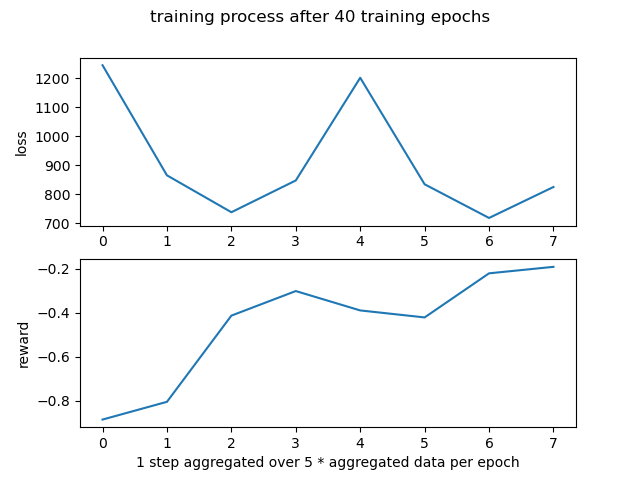 training process after 40 training epochs
1200
1100
1000
900
800
700
loss
0 1 2 3 4 5 6 7
−0.2
−0.4
−0.6
−0.8
reward
0 1 2 3 4 5 6 7
1 step aggregated over 5 * aggregated data per epoch